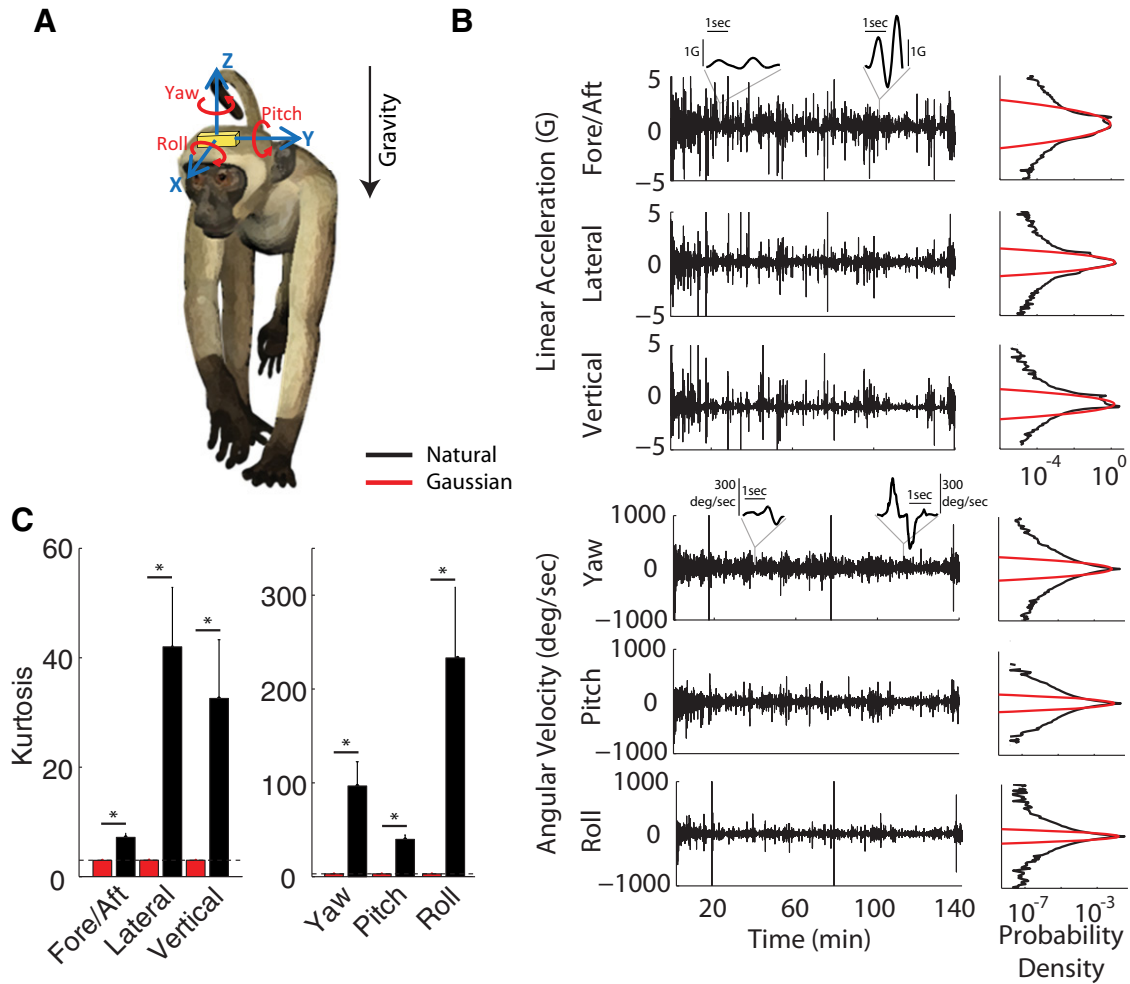 A
Z
Yaw
Pitch
Roll
Y
X
Gravity
Natural
Gaussian
B
1sec
1G
1sec
1G
Linear Acceleration (G)
Fore/Aft
5
0
−5
Lateral
5
0
−5
Vertical
5
0
−5
10^-4
10^0
300
deg/sec
1sec
1sec
300
deg/sec
Angular Velocity (deg/sec)
Yaw
1000
0
−1000
Pitch
1000
0
−1000
Roll
1000
0
−1000
20
60
100
140
Time (min)
10^-7
10^-3
Probability
Density
C
Kurtosis
60
40
20
0
*
*
*
Fore/Aft
Lateral
Vertical
300
200
100
0
*
*
*
Yaw
Pitch
Roll